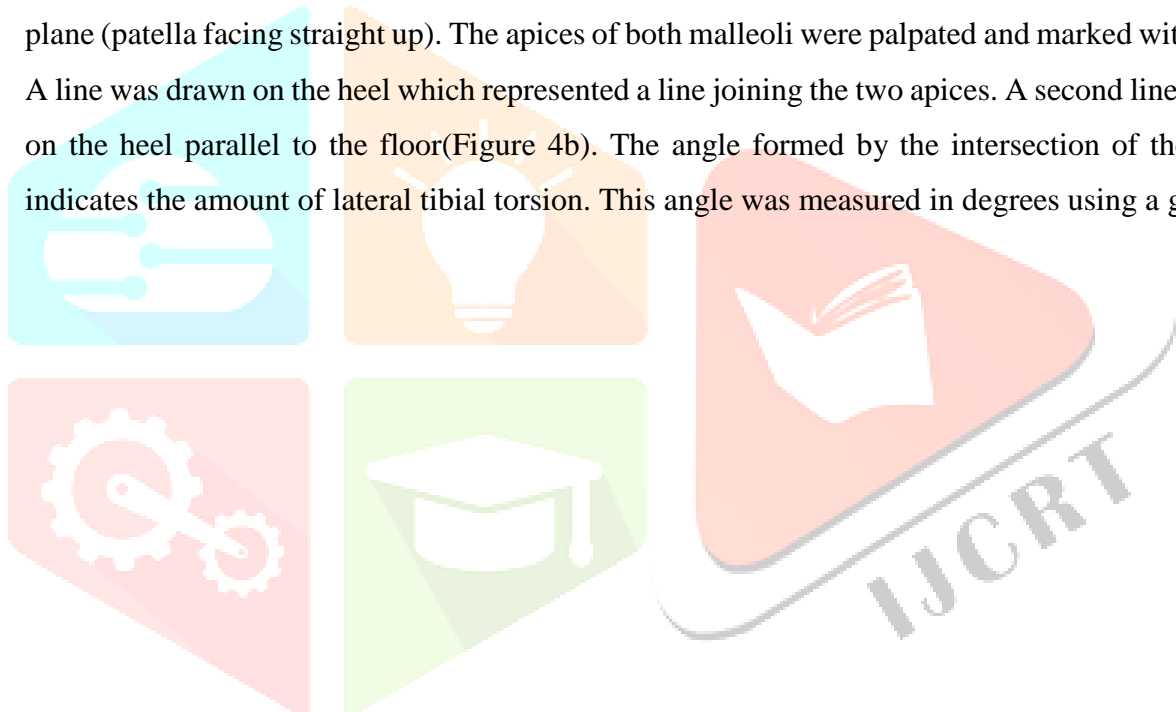 plane (patella facing straight up). The apices of both malleoli were palpated and marked
A line was drawn on the heel which represented a line joining the two apices. A second line
on the heel parallel to the floor(Figure 4b). The angle formed by the intersection of
indicates the amount of lateral tibial torsion. This angle was measured in degrees using a
IJCRT